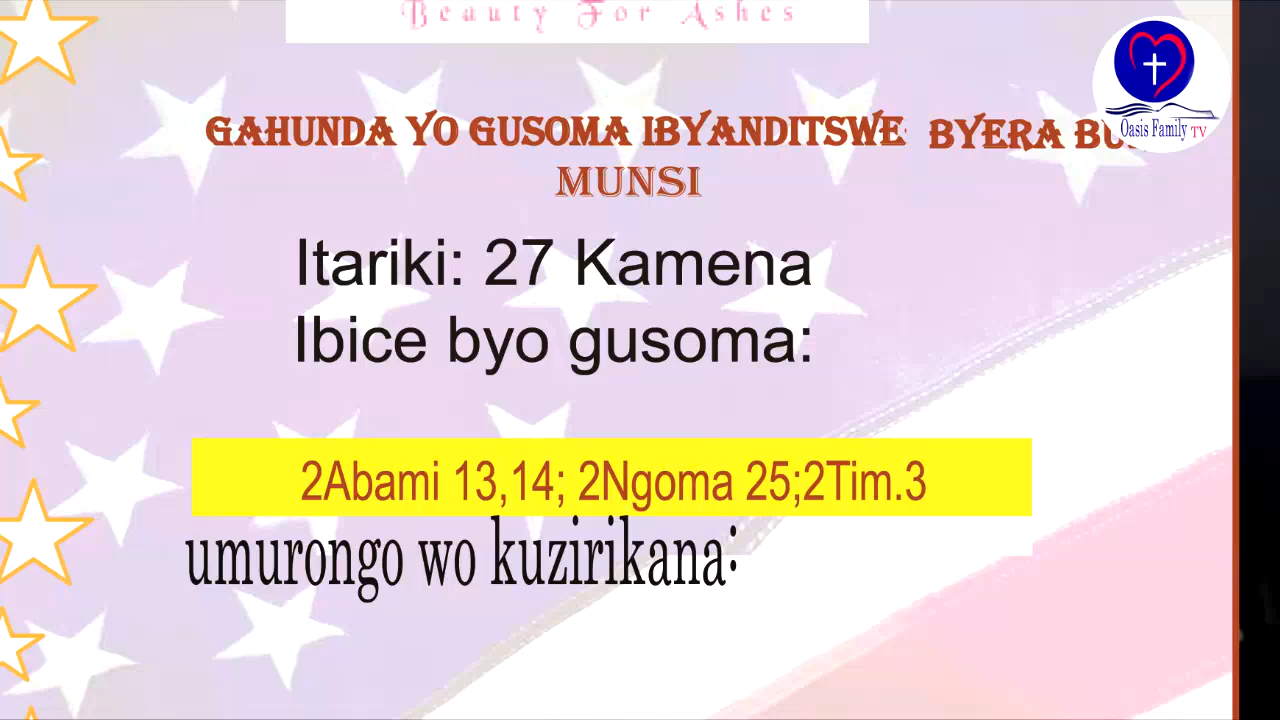 Beauty For Ashes
Oasis Family TV
GAHUNDA YO GUSOMA IBYANDITSWE BYERA
MUNSI
Itariki: 27 Kamena
Ibice byo gusoma:
2Abami 13,14; 2Ngoma 25;2Tim.3
umurongo wo kuzirikana: